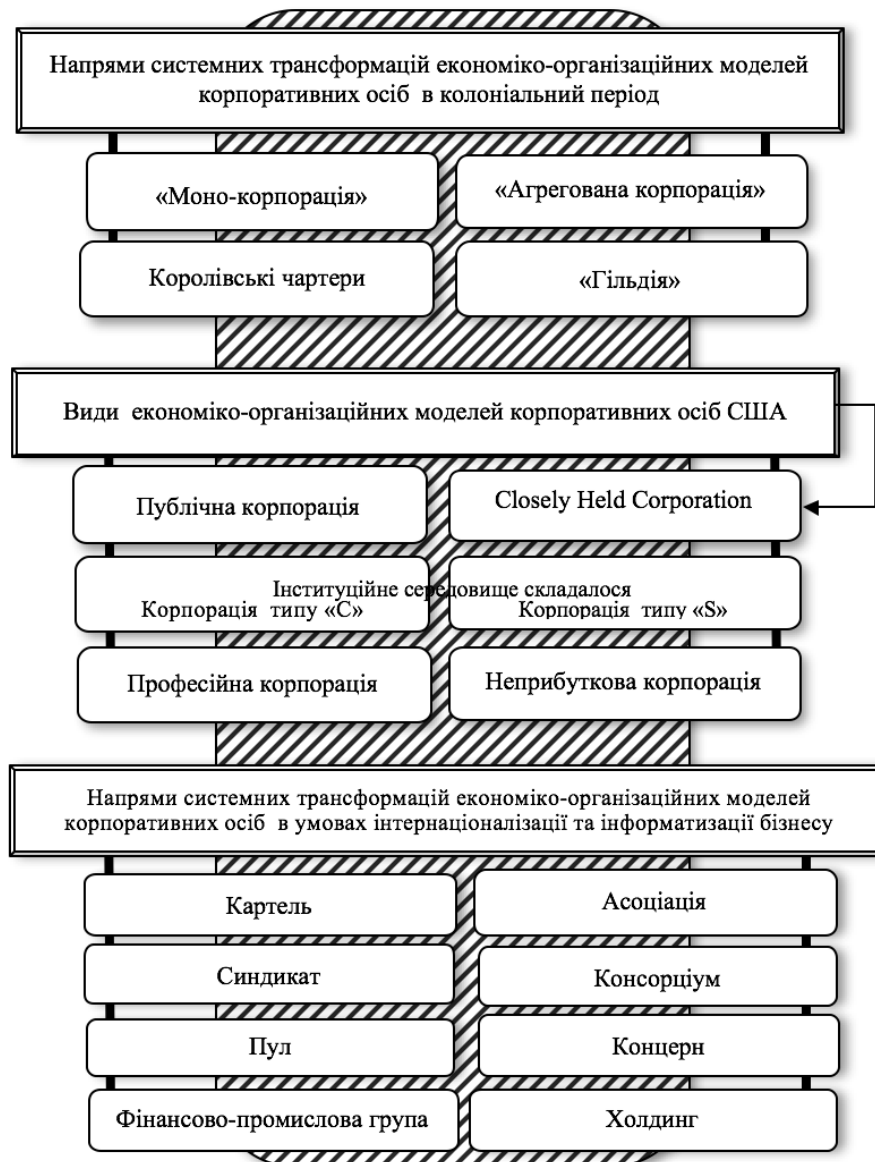 Напрями системних трансформацій економіко-організаційних моделей
корпоративних осіб в колоніальний період
«Моно-корпорація»
«Агрегована корпорація»
Королівські чартери
«Гільдія»
Види економіко-організаційних моделей корпоративних осіб США
Публічна корпорація
Closely Held Corporation
Інституційне середовище складалося
Корпорація типу «С»
Корпорація типу «S»
Професійна корпорація
Неприбуткова корпорація
Напрями системних трансформацій економіко-організаційних моделей
корпоративних осіб в умовах інтернаціоналізації та інформатизації бізнесу
Картель
Асоціація
Синдикат
Консорціум
Пул
Концерн
Фінансово-промислова група
Холдинг